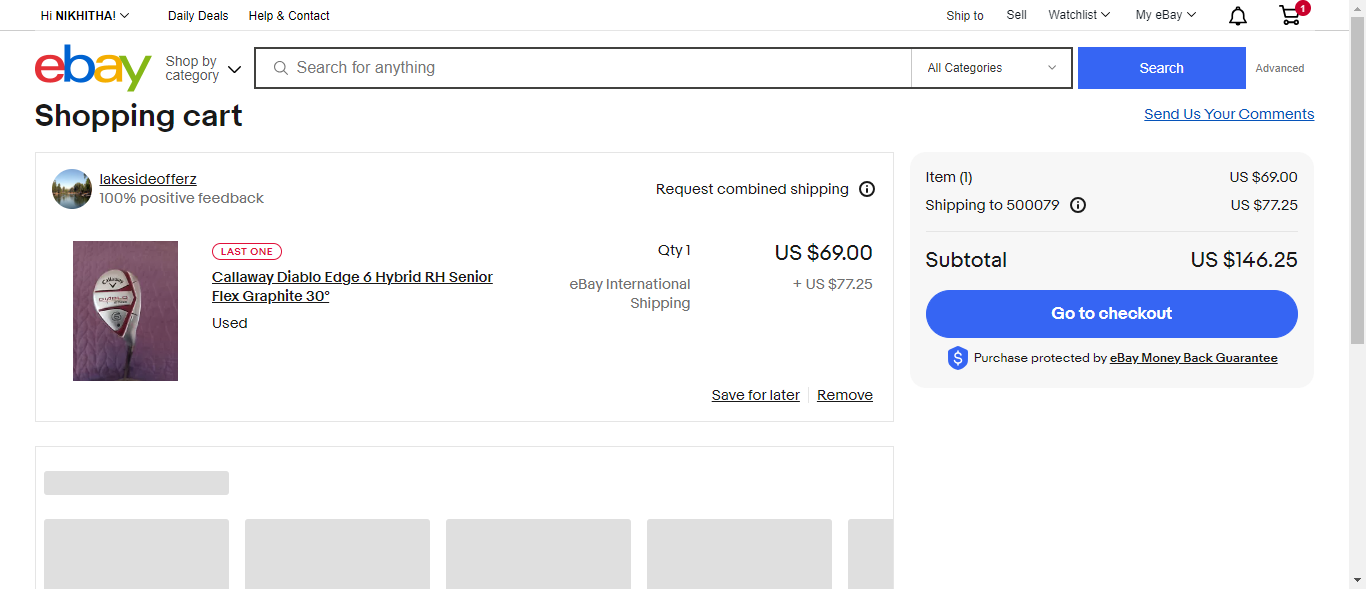 Hi NIKHITHA!
Daily Deals
Help & Contact
Ship to
Sell
Watchlist
My eBay
1
ebay
Shop by
category
Search for anything
All Categories
Search
Advanced
Shopping cart
Send Us Your Comments
lakesideofferz
100% positive feedback
Request combined shipping
LAST ONE
Callaway Diablo Edge 6 Hybrid RH Senior
Flex Graphite 30°
Used
Qty 1
US $69.00
eBay International
Shipping
+ US $77.25
Save for later
Remove
Item (1)
US $69.00
Shipping to 500079
US $77.25
Subtotal
US $146.25
Go to checkout
Purchase protected by eBay Money Back Guarantee